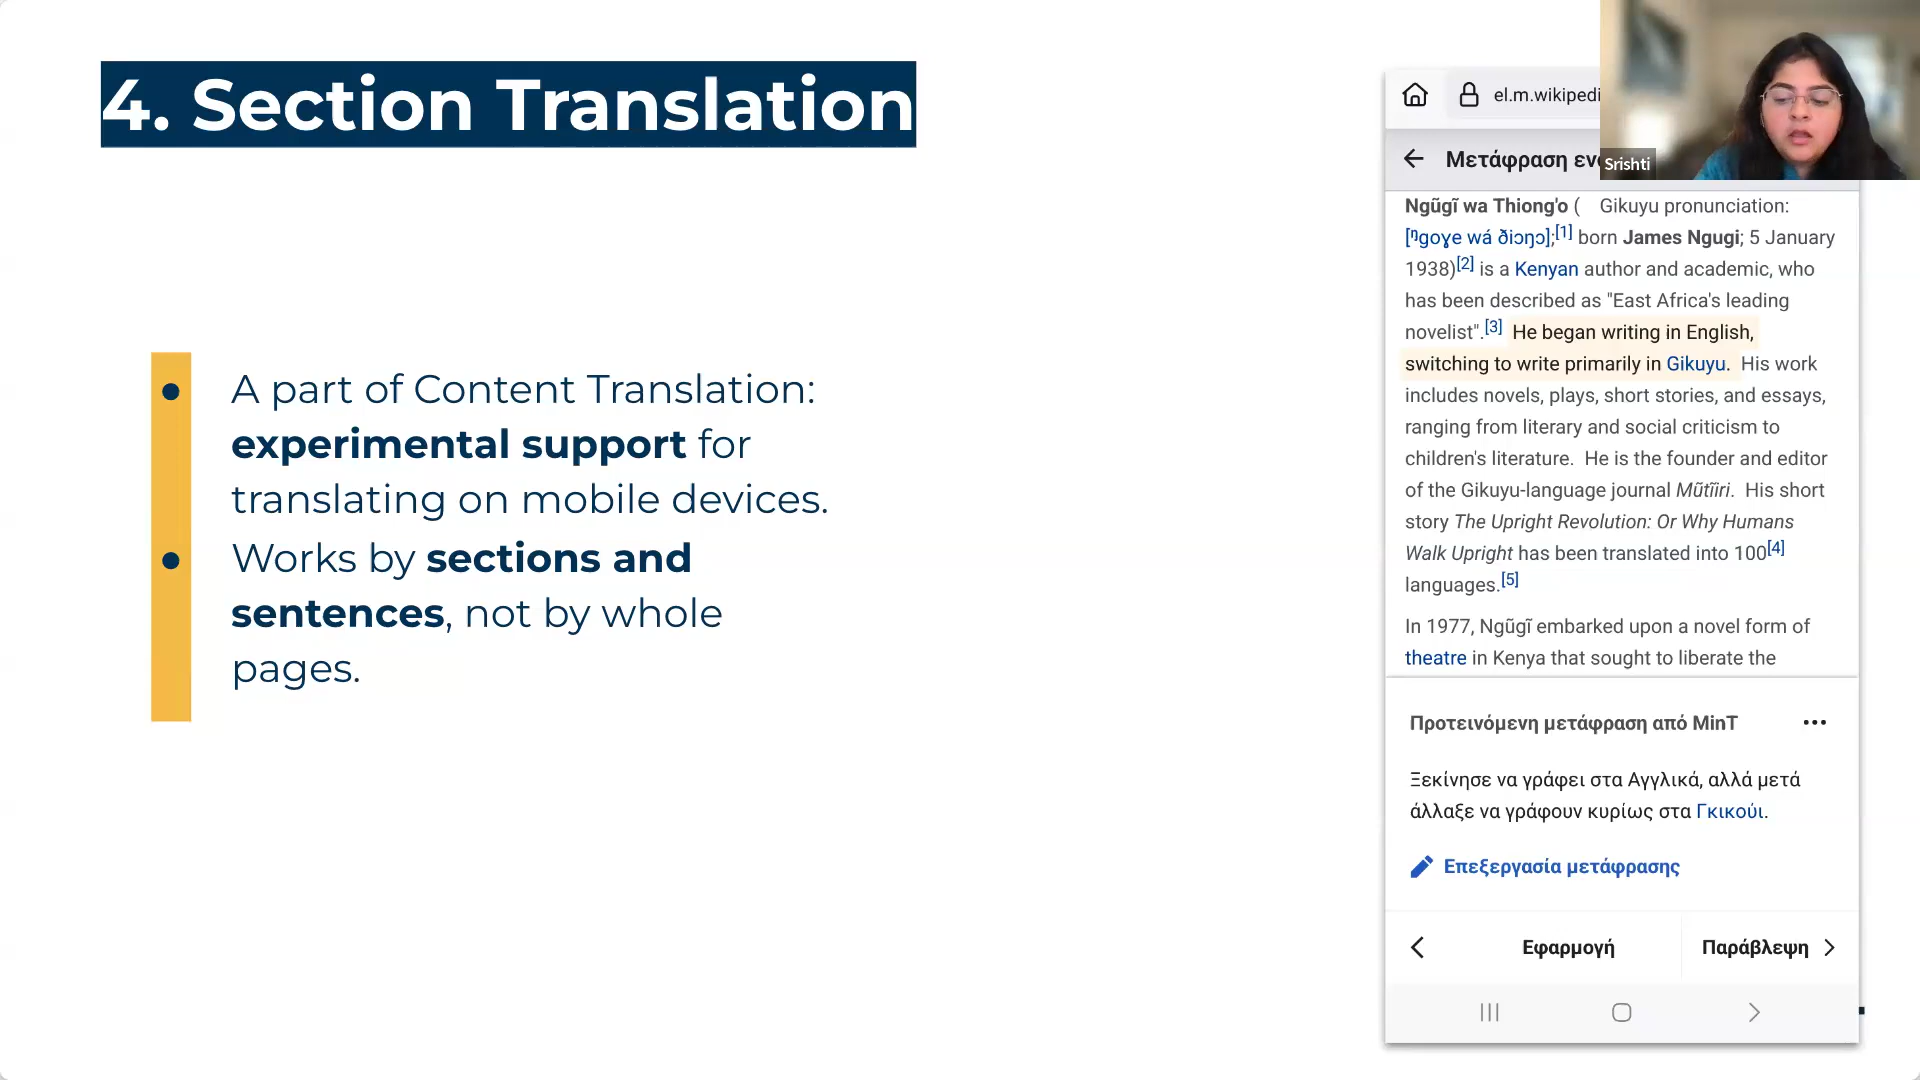 4. Section Translation
• A part of Content Translation:
experimental support for
translating on mobile devices.
• Works by sections and
sentences, not by whole
pages.
el.m.wikipedi
Μετάφραση εν
Srishti
Ngũgĩ wa Thiong'o ( Gikuyu pronunciation:
[ᵑɡoɣe wá ðiɔŋɔ];[1] born James Ngugi; 5 January
1938)[2] is a Kenyan author and academic, who
has been described as "East Africa's leading
novelist".[3] He began writing in English,
switching to write primarily in Gikuyu. His work
includes novels, plays, short stories, and essays,
ranging from literary and social criticism to
children's literature. He is the founder and editor
of the Gikuyu-language journal Mũtĩiri. His short
story The Upright Revolution: Or Why Humans
Walk Upright has been translated into 100[4]
languages.[5]
In 1977, Ngũgĩ embarked upon a novel form of
theatre in Kenya that sought to liberate the
Προτεινόμενη μετάφραση από MinT
Ξεκίνησε να γράφει στα Αγγλικά, αλλά μετά
άλλαξε να γράφουν κυρίως στα Γκικούι.
Επεξεργασία μετάφρασης
Εφαρμογή
Παράβλεψη